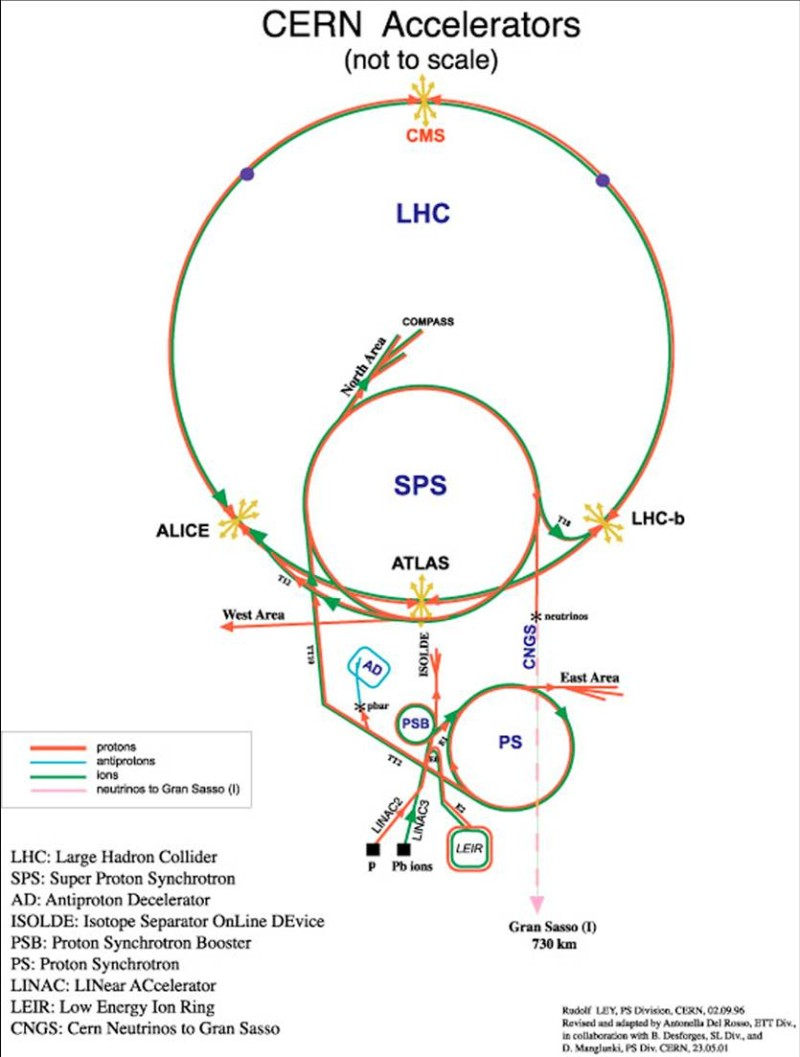 CERN Accelerators
(not to scale)
CMS
LHC
COMPASS
North Area
SPS
TI8
ALICE
LHC-b
ATLAS
TI2
West Area
neutrinos
CNGS
ISOLDE
TT10
AD
East Area
pbar
PSB
PS
E1
TT2
E0
protons
antiprotons
ions
neutrinos to Gran Sasso (I)
LINAC2
LINAC3
E2
LEIR
p
Pb ions
LHC: Large Hadron Collider
SPS: Super Proton Synchrotron
AD: Antiproton Decelerator
ISOLDE: Isotope Separator OnLine DEvice
PSB: Proton Synchrotron Booster
PS: Proton Synchrotron
LINAC: LINear ACcelerator
LEIR: Low Energy Ion Ring
CNGS: Cern Neutrinos to Gran Sasso
Gran Sasso (I)
730 km
Rudolf LEY, PS Division, CERN, 02.09.96
Revised and adapted by Antonella Del Rosso, ETT Div.,
in collaboration with B. Desforges, SL Div., and
D. Manglunki, PS Div. CERN, 23.05.01